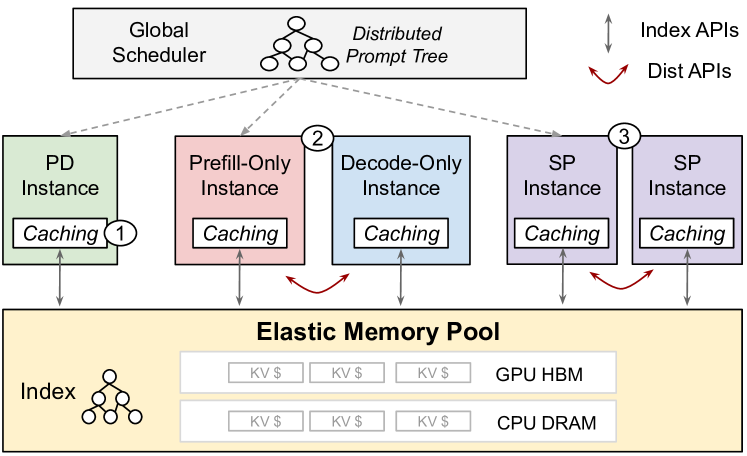 Global
Scheduler
Distributed
Prompt Tree
Index APIs
Dist APIs
PD
Instance
Caching
1
Prefill-Only
Instance
Caching
2
Decode-Only
Instance
Caching
SP
Instance
Caching
3
SP
Instance
Caching
Elastic Memory Pool
Index
KV $ KV $ KV $ GPU HBM
KV $ KV $ KV $ CPU DRAM